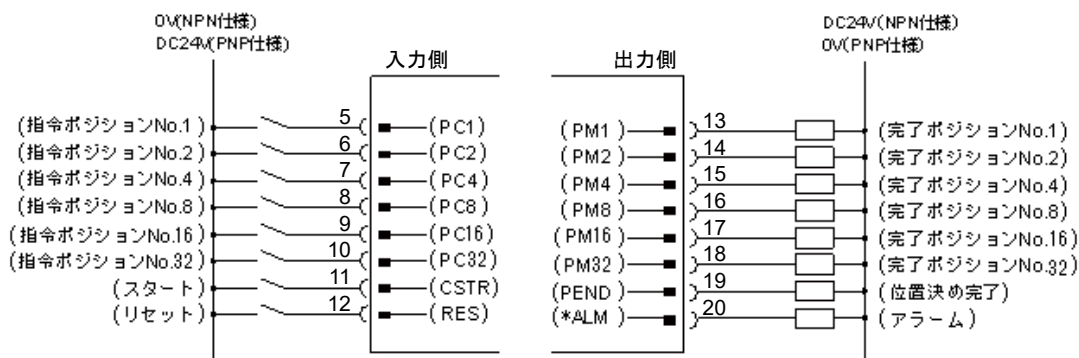 0V(NPN仕様)
DC24V(PNP仕様)
入力側
(指令ポジションNo.1) 5 (PC1)
(指令ポジションNo.2) 6 (PC2)
(指令ポジションNo.4) 7 (PC4)
(指令ポジションNo.8) 8 (PC8)
(指令ポジションNo.16) 9 (PC16)
(指令ポジションNo.32) 10 (PC32)
(スタート) 11 (CSTR)
(リセット) 12 (RES)
DC24V(NPN仕様)
0V(PNP仕様)
出力側
(PM1) 13 (完了ポジションNo.1)
(PM2) 14 (完了ポジションNo.2)
(PM4) 15 (完了ポジションNo.4)
(PM8) 16 (完了ポジションNo.8)
(PM16) 17 (完了ポジションNo.16)
(PM32) 18 (完了ポジションNo.32)
(PEND) 19 (位置決め完了)
(*ALM) 20 (アラーム)